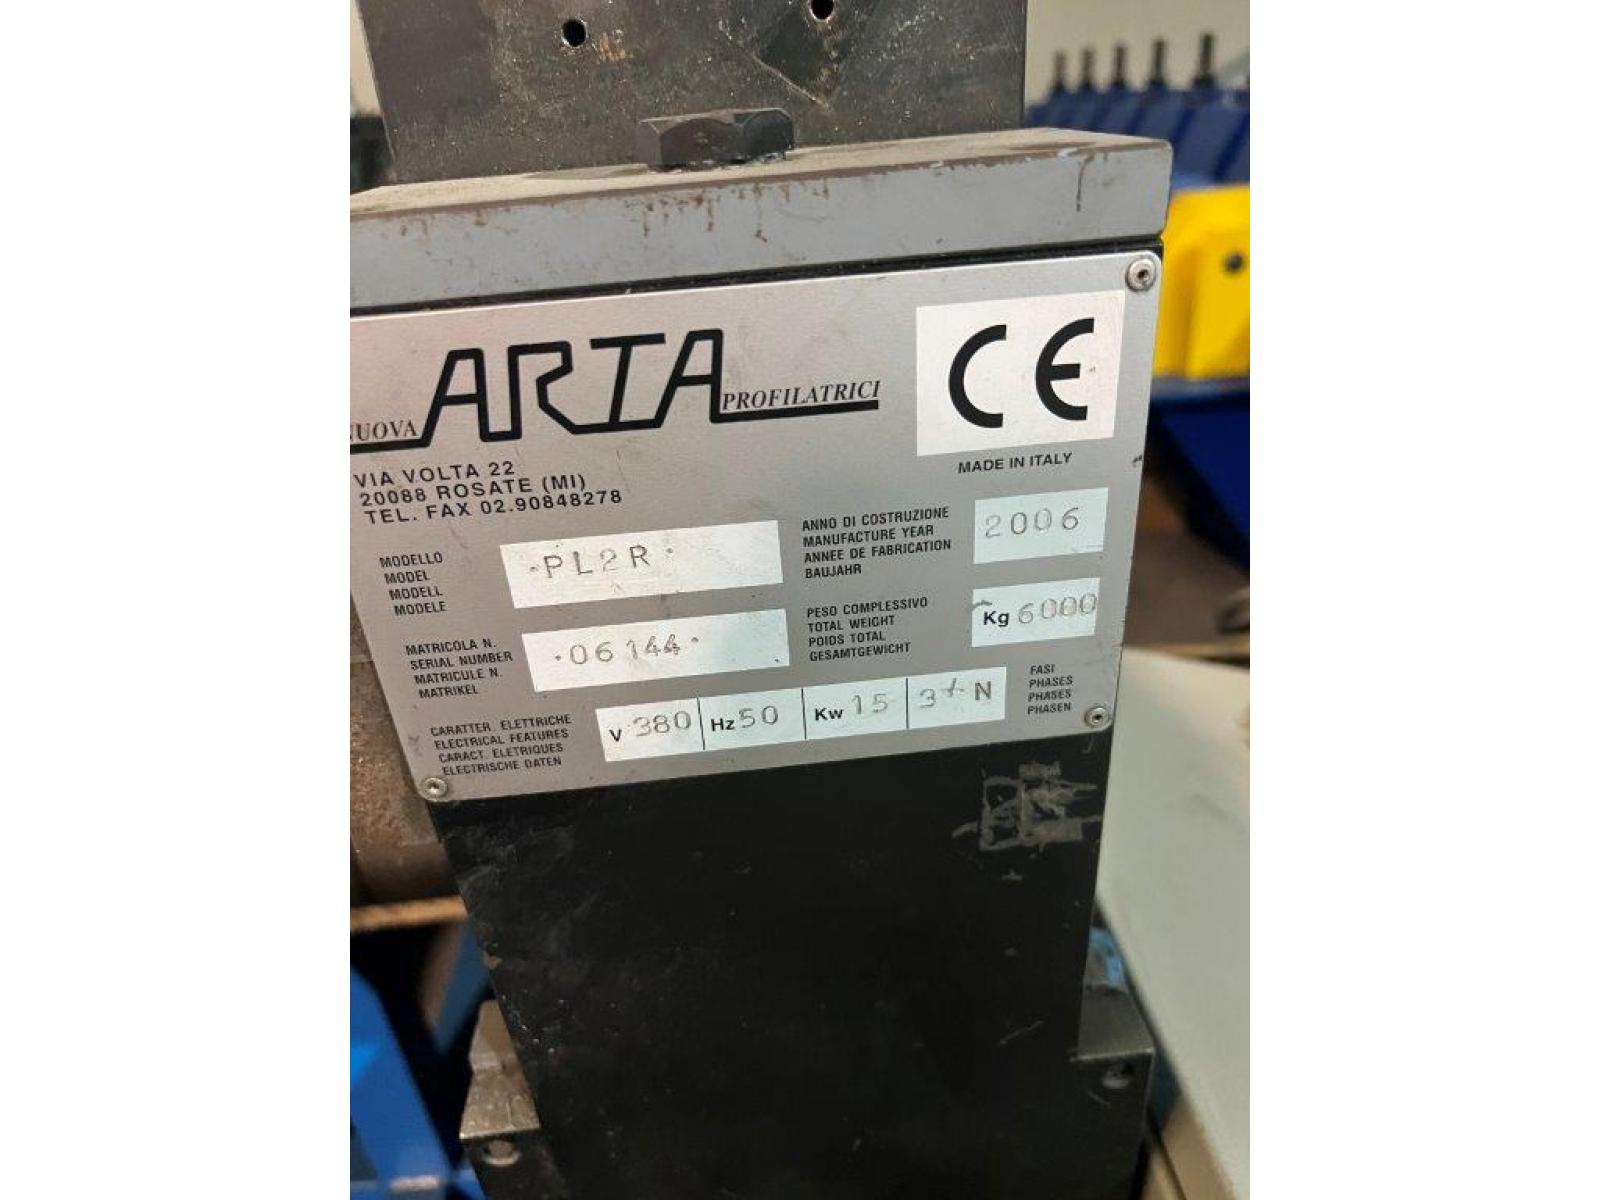 NUOVA ARTA PROFILATRICI
CE
MADE IN ITALY
VIA VOLTA 22
20088 ROSATE (MI)
TEL. FAX 02.90848278
MODELLO
MODEL
MODELL
MODELE
·PL2R·
ANNO DI COSTRUZIONE
MANUFACTURE YEAR
ANNEE DE FABRICATION
BAUJAHR
2006
MATRICOLA N.
SERIAL NUMBER
MATRICULE N.
MATRIKEL
·06144·
PESO COMPLESSIVO
TOTAL WEIGHT
POIDS TOTAL
GESAMTGEWICHT
Kg 6000
CARATTER. ELETTRICHE
ELECTRICAL FEATURES
CARACT. ELETRIQUES
ELECTRISCHE DATEN
V 380 Hz 50 Kw 15 3+N
FASI
PHASES
PHASES
PHASEN